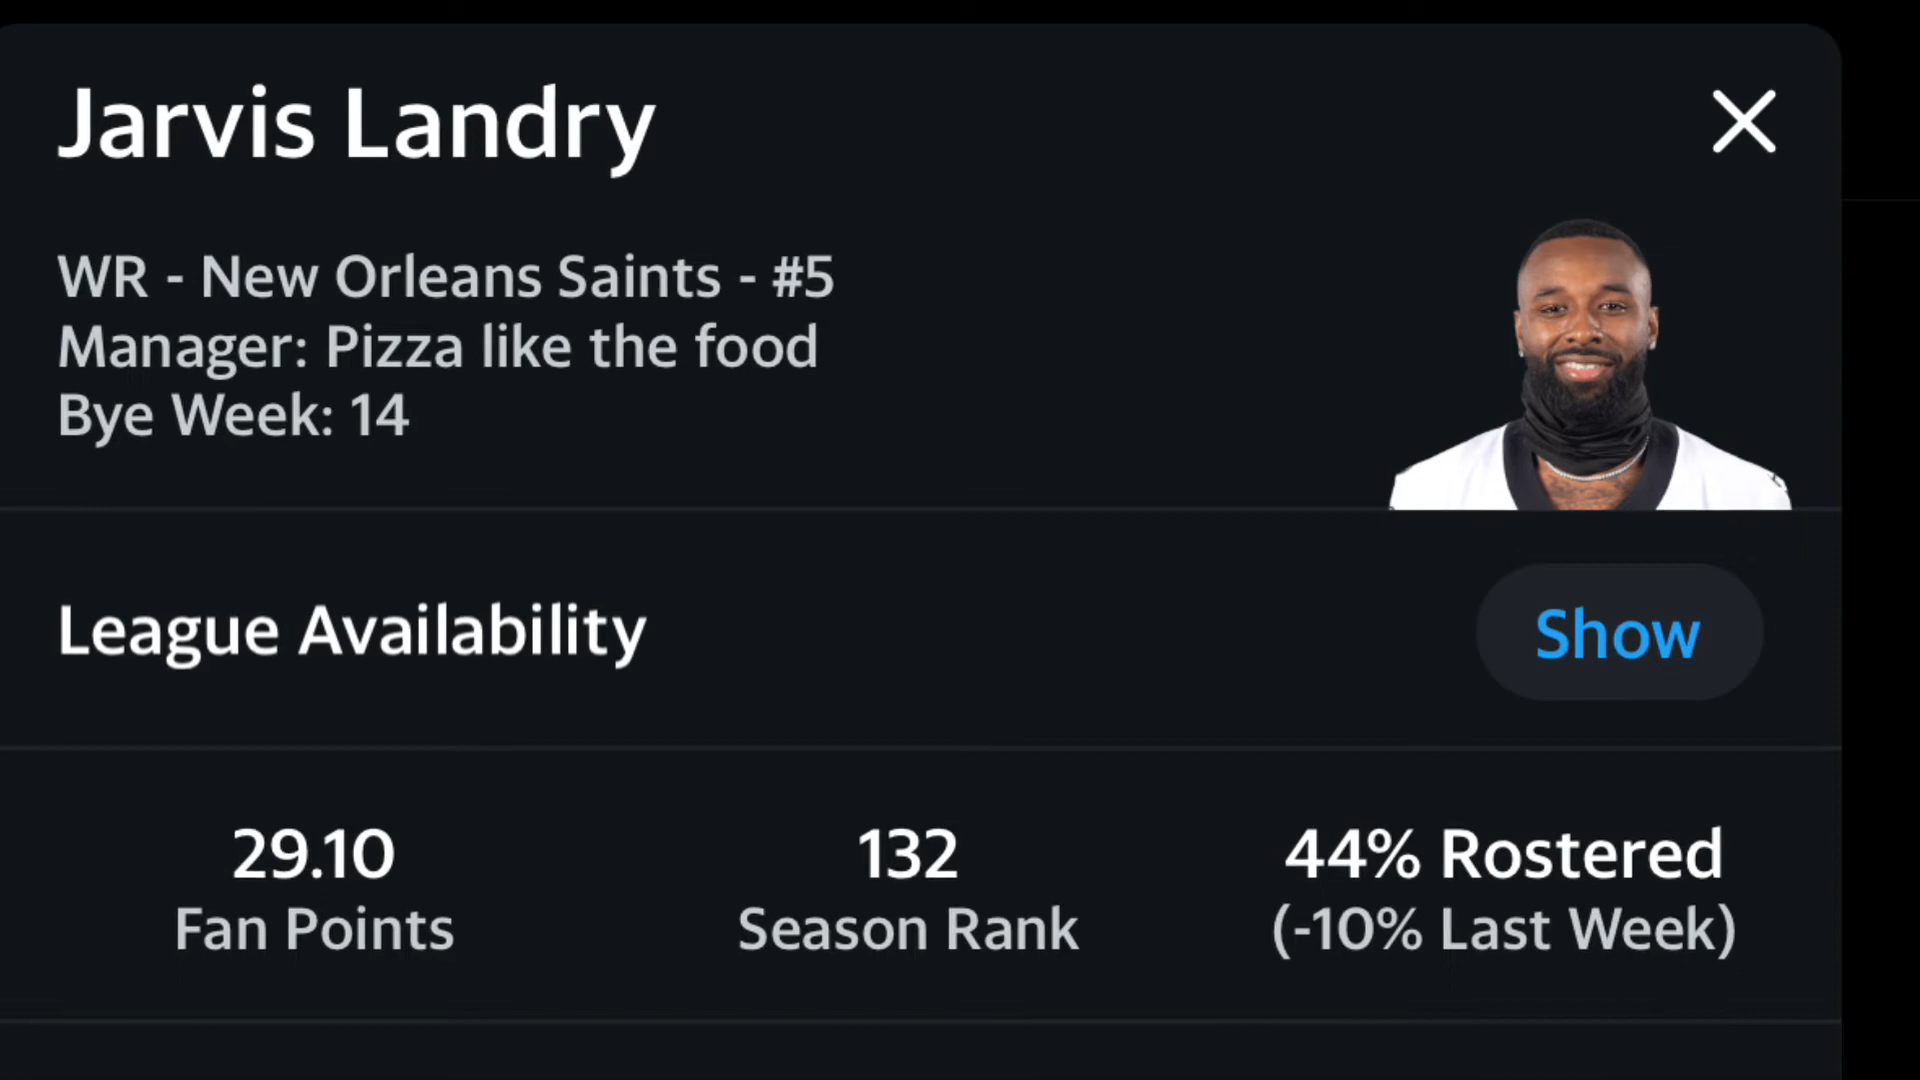 Jarvis Landry
WR - New Orleans Saints - #5
Manager: Pizza like the food
Bye Week: 14
League Availability
Show
29.10
Fan Points
132
Season Rank
44% Rostered
(-10% Last Week)